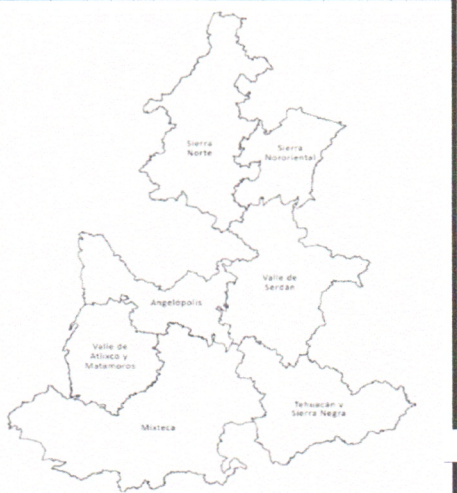 Sierra
Norte
Sierra
Nororiental
Valle de
Serdán
Angelópolis
Valle de
Atlixco y
Matamoros
Tehuacán y
Sierra Negra
Mixteca